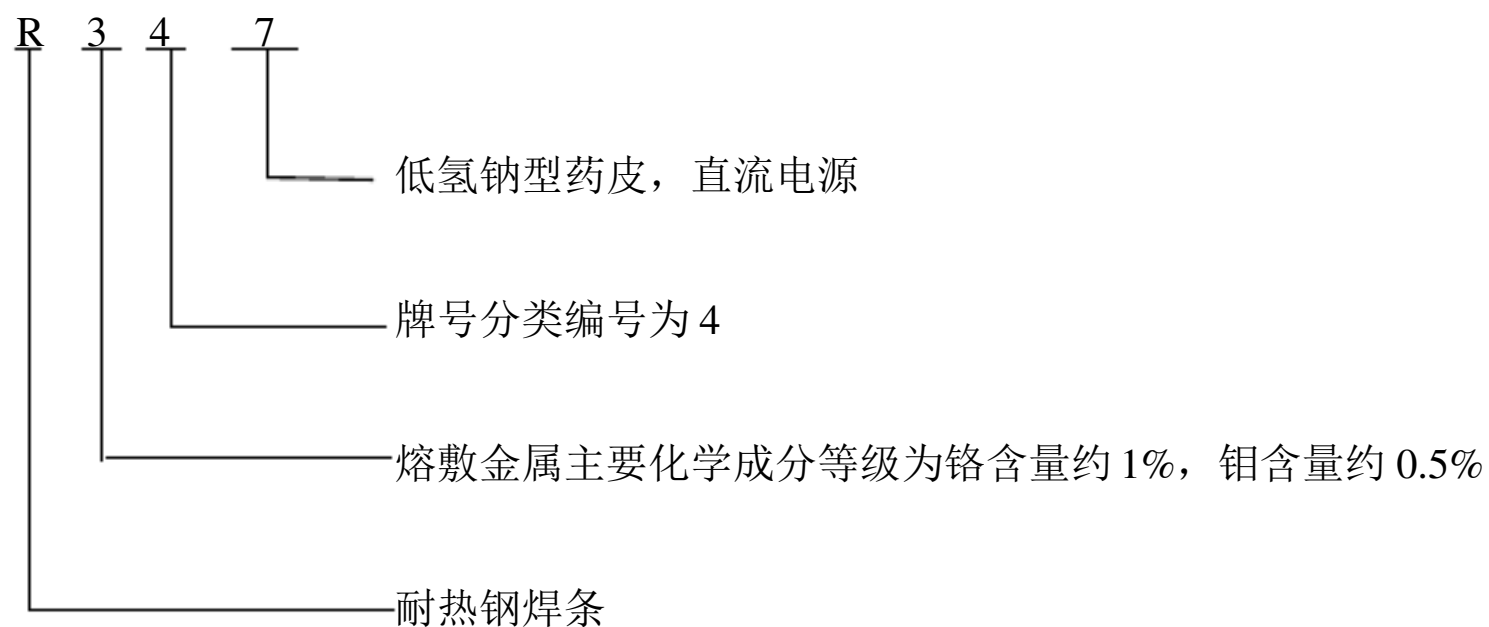 R 3 4 7
低氢钠型药皮，直流电源
牌号分类编号为 4
熔敷金属主要化学成分等级为铬含量约 1%，钼含量约 0.5%
耐热钢焊条